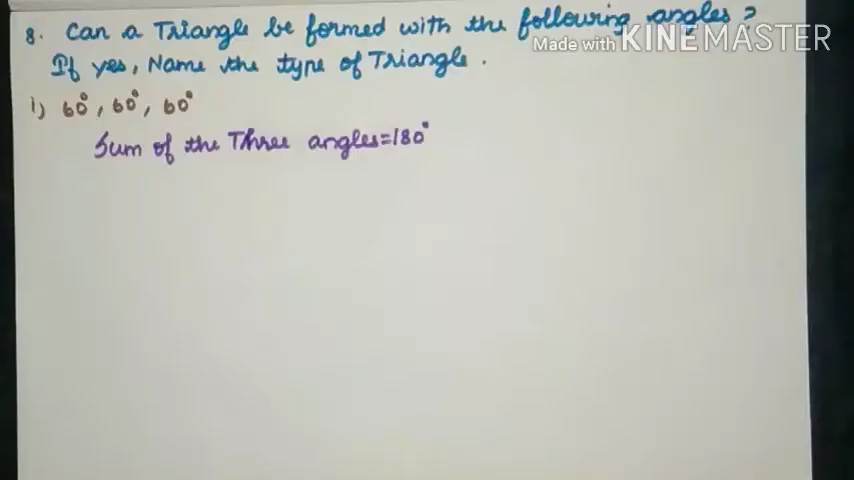 8. Can a Triangle be formed with the following angles ?
Made with KINEMASTER
If yes, Name the type of Triangle.
i) 60°, 60°, 60°
Sum of the Three angles=180°